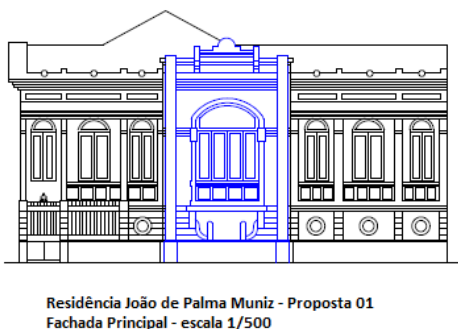 Residência João de Palma Muniz - Proposta 01
Fachada Principal - escala 1/500